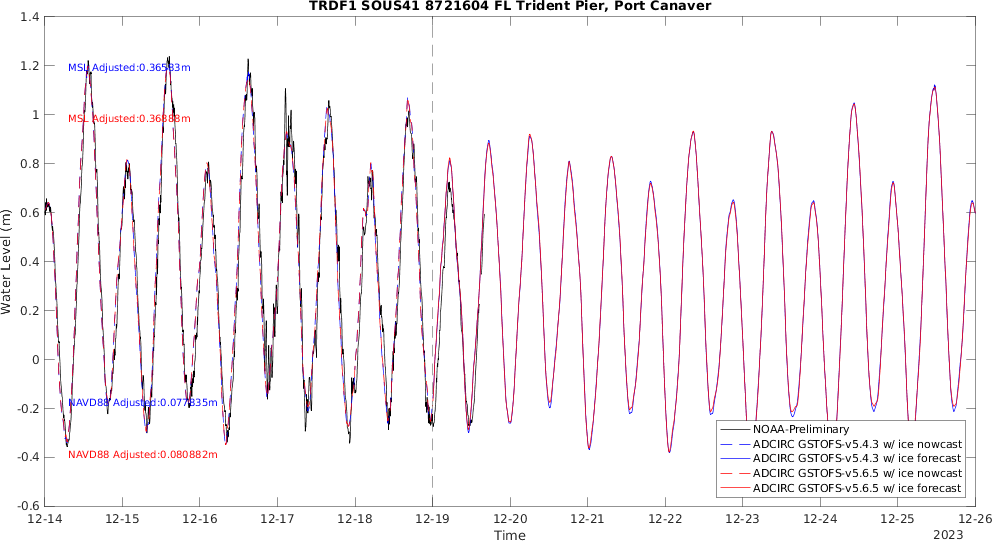 TRDF1 SOUS41 8721604 FL Trident Pier, Port Canaver
1.4
1.2
1
0.8
0.6
0.4
0.2
0
-0.2
-0.4
-0.6
Water Level (m)
MSL Adjusted:0.36583m
MSL Adjusted:0.36888m
NAVD88 Adjusted:0.077835m
NAVD88 Adjusted:0.080882m
NOAA-Preliminary
ADCIRC GSTOFS-v5.4.3 w/ ice nowcast
ADCIRC GSTOFS-v5.4.3 w/ ice forecast
ADCIRC GSTOFS-v5.6.5 w/ ice nowcast
ADCIRC GSTOFS-v5.6.5 w/ ice forecast
12-14 12-15 12-16 12-17 12-18 12-19 12-20 12-21 12-22 12-23 12-24 12-25 12-26
Time
2023